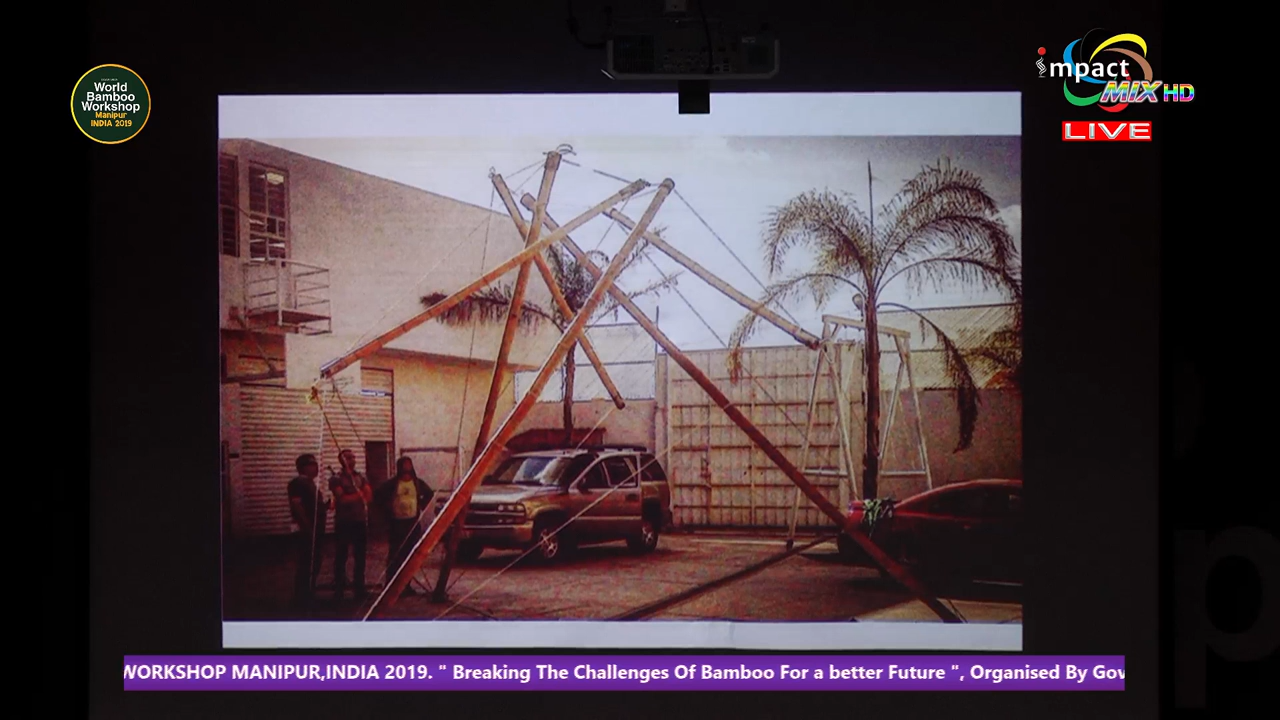 World
Bamboo
Workshop
Manipur
INDIA 2019
impact
MIX HD
LIVE
WORKSHOP MANIPUR,INDIA 2019. " Breaking The Challenges Of Bamboo For a better Future ", Organised By Gov